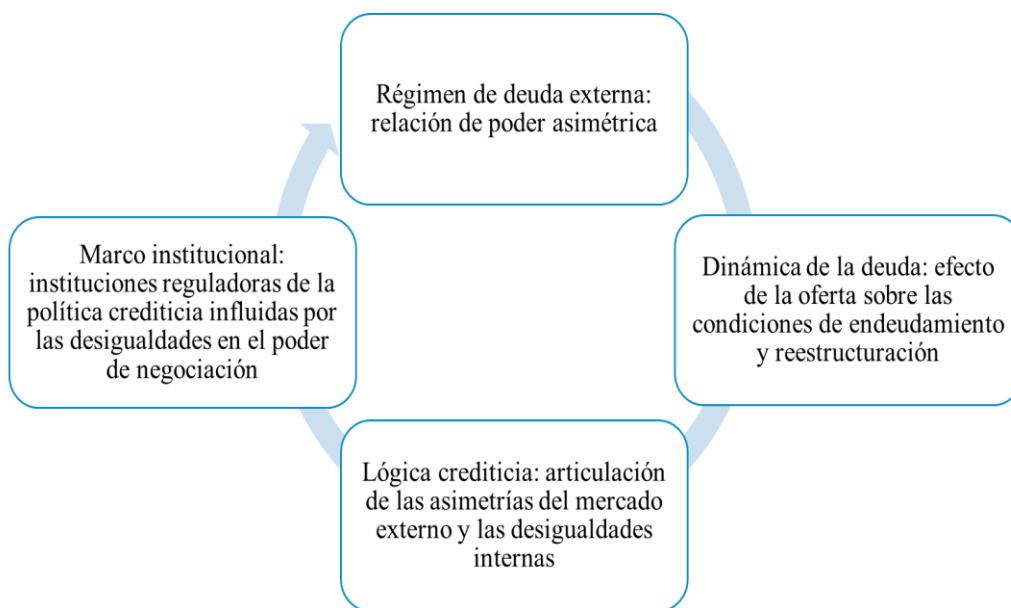 Régimen de deuda externa:
relación de poder asimétrica
Dinámica de la deuda: efecto
de la oferta sobre las
condiciones de endeudamiento
y reestructuración
Lógica crediticia: articulación
de las asimetrías del mercado
externo y las desigualdades
internas
Marco institucional:
instituciones reguladoras de la
política crediticia influidas por
las desigualdades en el poder
de negociación